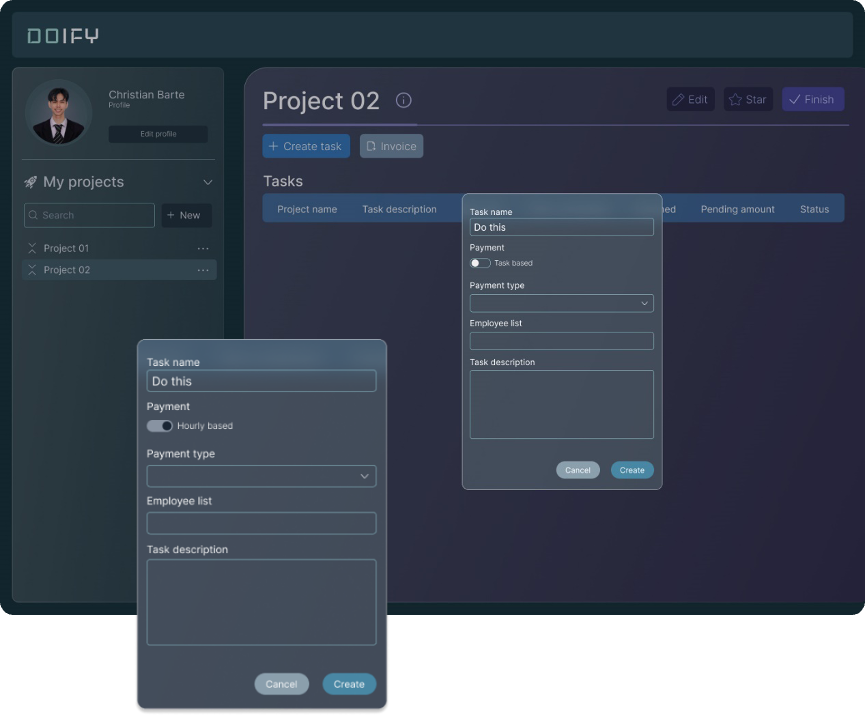 DOIFY
Christian Barte
Profile
Edit profile
My projects
Search
+ New
Project 01
Project 02
Project 02
Edit
Star
Finish
+ Create task
Invoice
Tasks
Project name Task description Pending amount Status
Task name
Do this
Payment
Task based
Payment type
Employee list
Task description
Cancel Create
Task name
Do this
Payment
Hourly based
Payment type
Employee list
Task description
Cancel Create